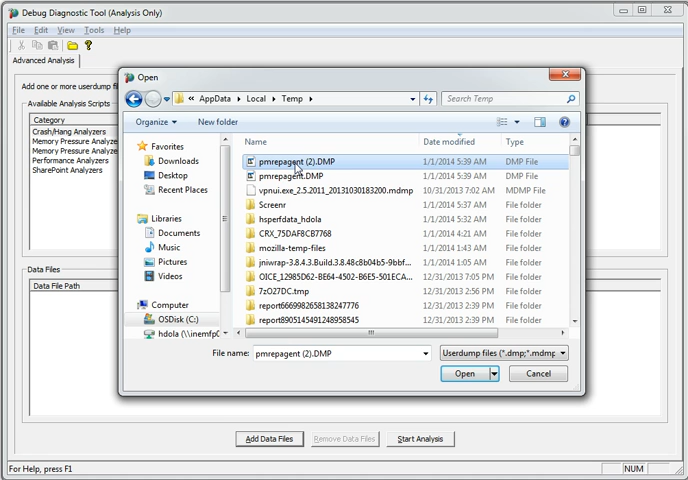 Debug Diagnostic Tool (Analysis Only)
File Edit View Tools Help
Advanced Analysis
Add one or more userdump fil
Available Analysis Scripts
Category
Crash/Hang Analyzers
Memory Pressure Analyze
Memory Pressure Analyze
Performance Analyzers
SharePoint Analyzers
Data Files
Data File Path
Open
« AppData Local Temp
Search Temp
Organize New folder
Favorites
Downloads
Desktop
Recent Places
Libraries
Documents
Music
Pictures
Videos
Computer
OSDisk (C:)
hdola (\\inemfp0
Name Date modified Type
pmrepagent (2).DMP 1/1/2014 5:39 AM DMP File
pmrepagent.DMP 1/1/2014 5:39 AM DMP File
vpnui.exe_2.5.2011_20131030183200.mdmp 10/31/2013 7:02 AM MDMP File
Screenr 1/1/2014 5:37 AM File folder
hsperfdata_hdola 1/1/2014 5:32 AM File folder
CRX_75DAF8CB7768 1/1/2014 4:21 AM File folder
mozilla-temp-files 1/1/2014 1:43 AM File folder
jniwrap-3.8.4.3.Build.3.8.48c8b04b5-9bbf... 1/1/2014 1:05 AM File folder
OICE_12985D62-BE64-4502-B6E5-501ECA... 12/31/2013 7:05 PM File folder
7zO27DC.tmp 12/31/2013 2:56 PM File folder
report6669982658138247776 12/31/2013 2:39 PM File folder
report8905145491248958545 12/31/2013 2:39 PM File folder
File name: pmrepagent (2).DMP Userdump files (*.dmp;*.mdmp
Open Cancel
Add Data Files Remove Data Files Start Analysis
For Help, press F1 NUM